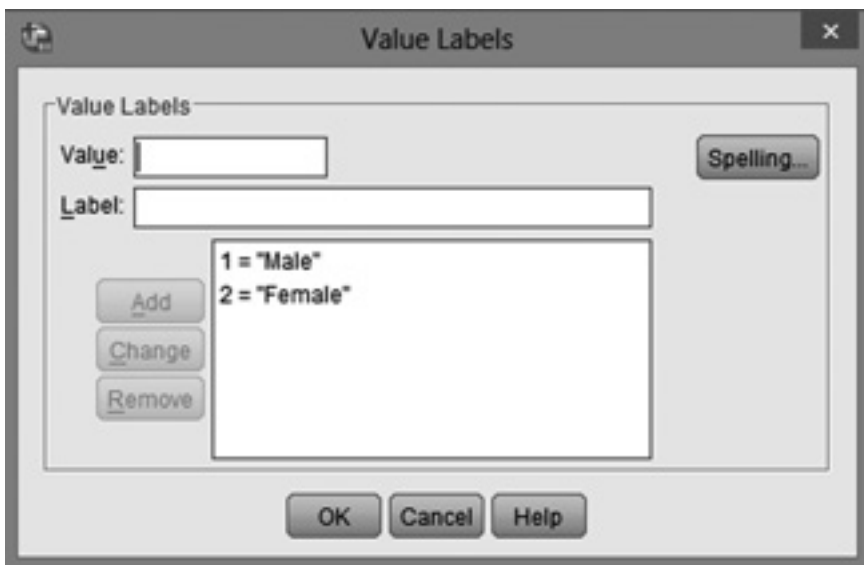 Value Labels
Value Labels
Value:
Spelling...
Label:
1 = "Male"
2 = "Female"
Add
Change
Remove
OK Cancel Help